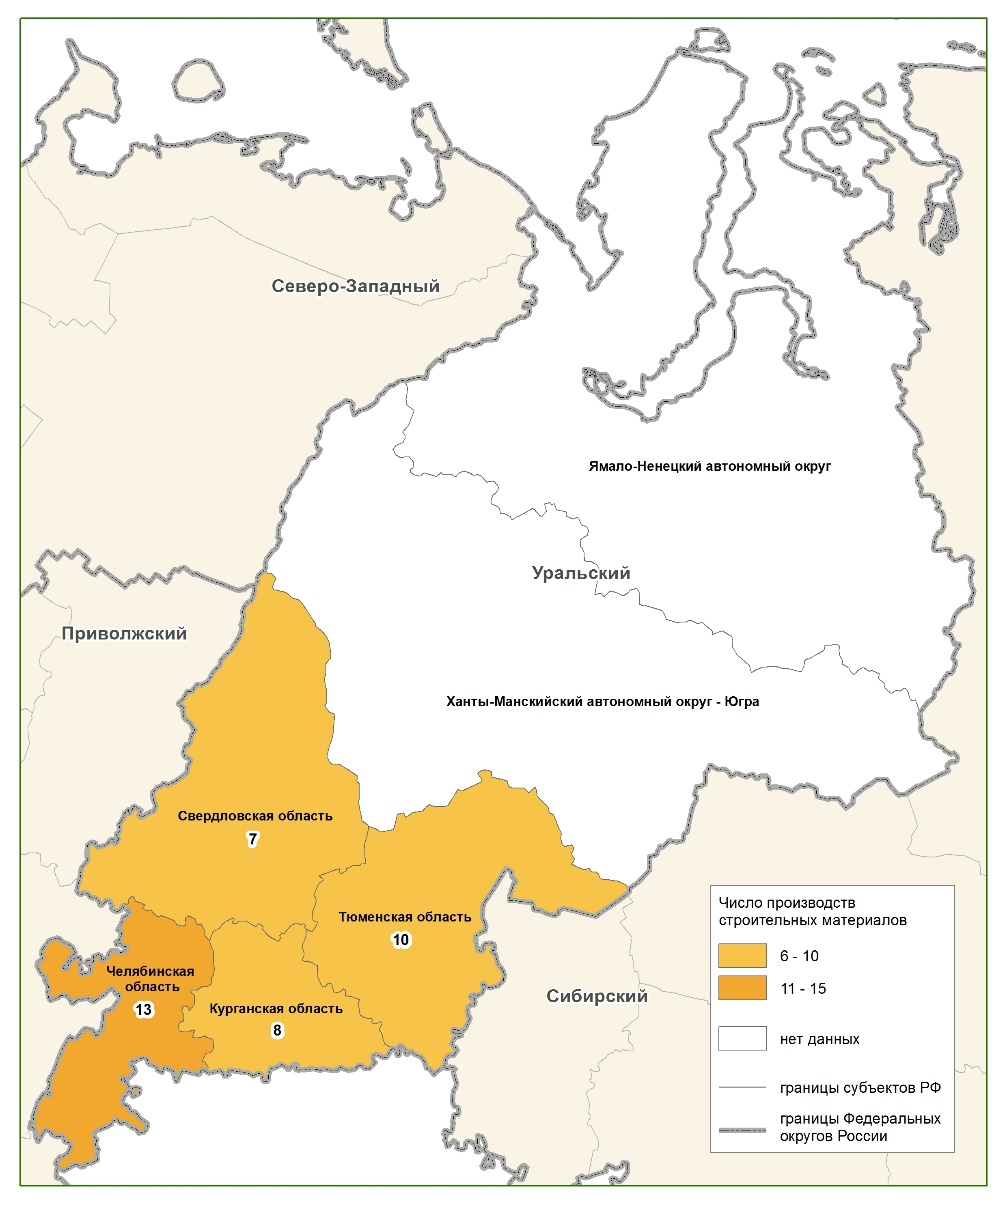 Северо-Западный
Ямало-Ненецкий автономный округ
Уральский
Приволжский
Ханты-Манскийский автономный округ - Югра
Свердловская область
7
Тюменская область
10
Челябинская
область
13
Курганская область
8
Сибирский
Число производств
строительных материалов
6 - 10
11 - 15
нет данных
границы субъектов РФ
границы Федеральных
округов России